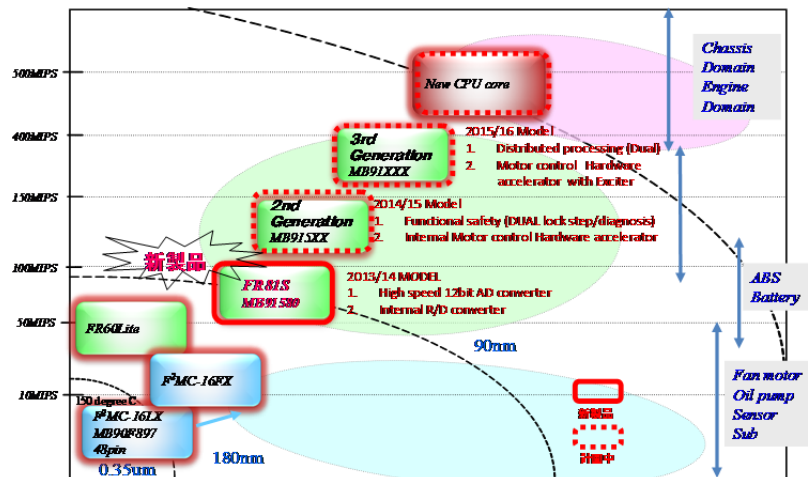 500MIPS
400MIPS
150MIPS
100MIPS
50MIPS
10MIPS
New CPU core
Chassis
Domain
Engine
Domain
3rd
Generation
MB91XXX
2015/16 Model
1. Distributed processing (Dual)
2. Motor control Hardware
accelerator with Exciter
2nd
Generation
MB915XX
2014/15 Model
1. Functional safety (DUAL lock step/diagnosis)
2. Internal Motor control Hardware accelerator
新製品
FR81S
MB91580
2013/14 MODEL
1. High speed 12bit AD converter
2. Internal R/D converter
ABS
Battery
FR60Lite
90nm
F²MC-16FX
Fan motor
Oil pump
Sensor
Sub
150 degree C
F²MC-16LX
MB90F897
48pin
新製品
計画中
0.35um
180nm